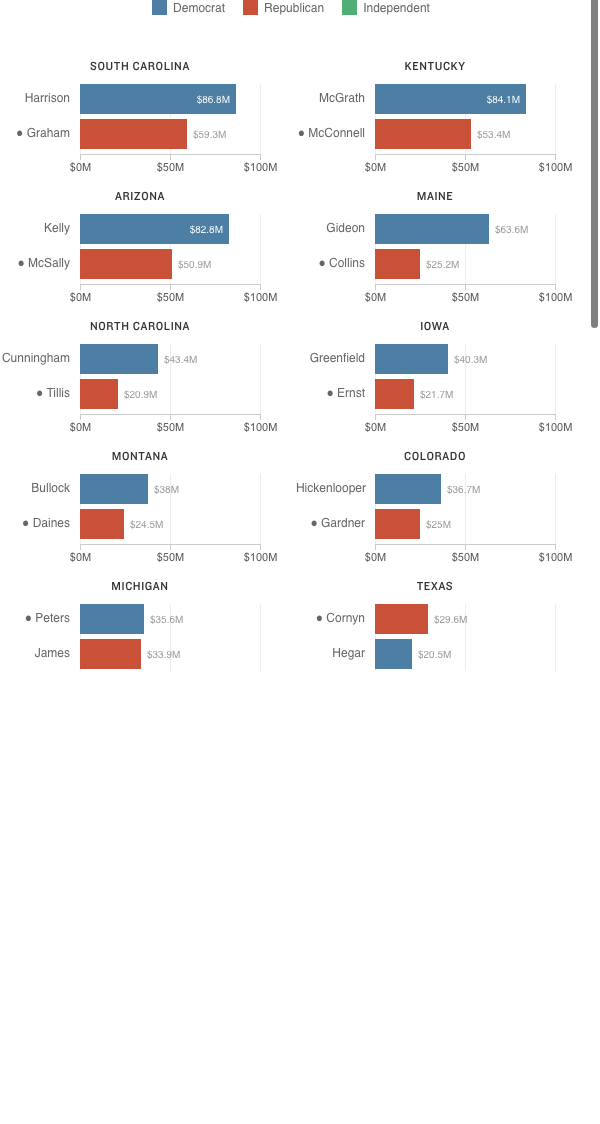 Democrat Republican Independent
SOUTH CAROLINA
Harrison $86.8M
● Graham $59.3M
$0M $50M $100M
KENTUCKY
McGrath $84.1M
● McConnell $53.4M
$0M $50M $100M
ARIZONA
Kelly $82.8M
● McSally $50.9M
$0M $50M $100M
MAINE
Gideon $63.6M
● Collins $25.2M
$0M $50M $100M
NORTH CAROLINA
Cunningham $43.4M
● Tillis $20.9M
$0M $50M $100M
IOWA
Greenfield $40.3M
● Ernst $21.7M
$0M $50M $100M
MONTANA
Bullock $38M
● Daines $24.5M
$0M $50M $100M
COLORADO
Hickenlooper $36.7M
● Gardner $25M
$0M $50M $100M
MICHIGAN
● Peters $35.6M
James $33.9M
TEXAS
● Cornyn $29.6M
Hegar $20.5M